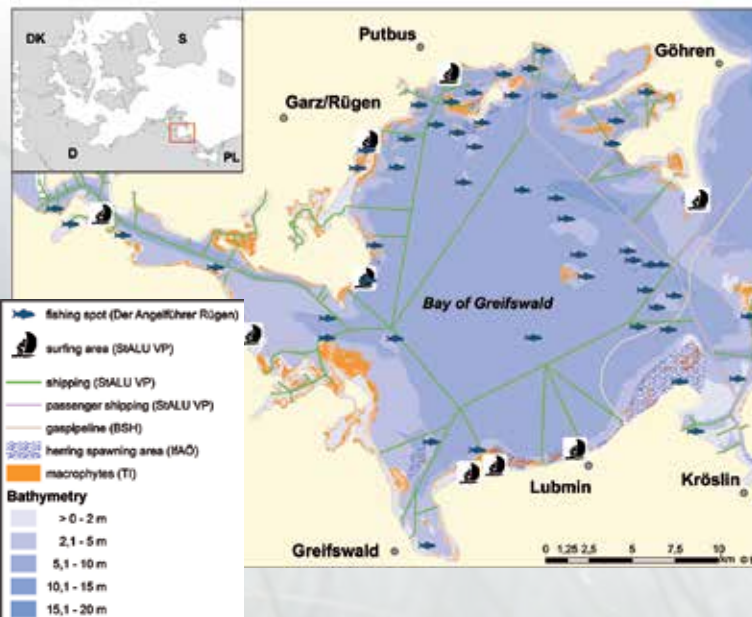 DK
S
D
PL
Putbus
Göhren
Garz/Rügen
Bay of Greifswald
Lubmin
Kröslin
Greifswald
0 1,25 2,5 5 7,5 10
km
fishing spot (Der Angelführer Rügen)
surfing area (StALU VP)
shipping (StALU VP)
passenger shipping (StALU VP)
gaspipeline (BSH)
herring spawning area (IfAÖ)
macrophytes (TI)
Bathymetry
> 0 - 2 m
2,1 - 5 m
5,1 - 10 m
10,1 - 15 m
15,1 - 20 m